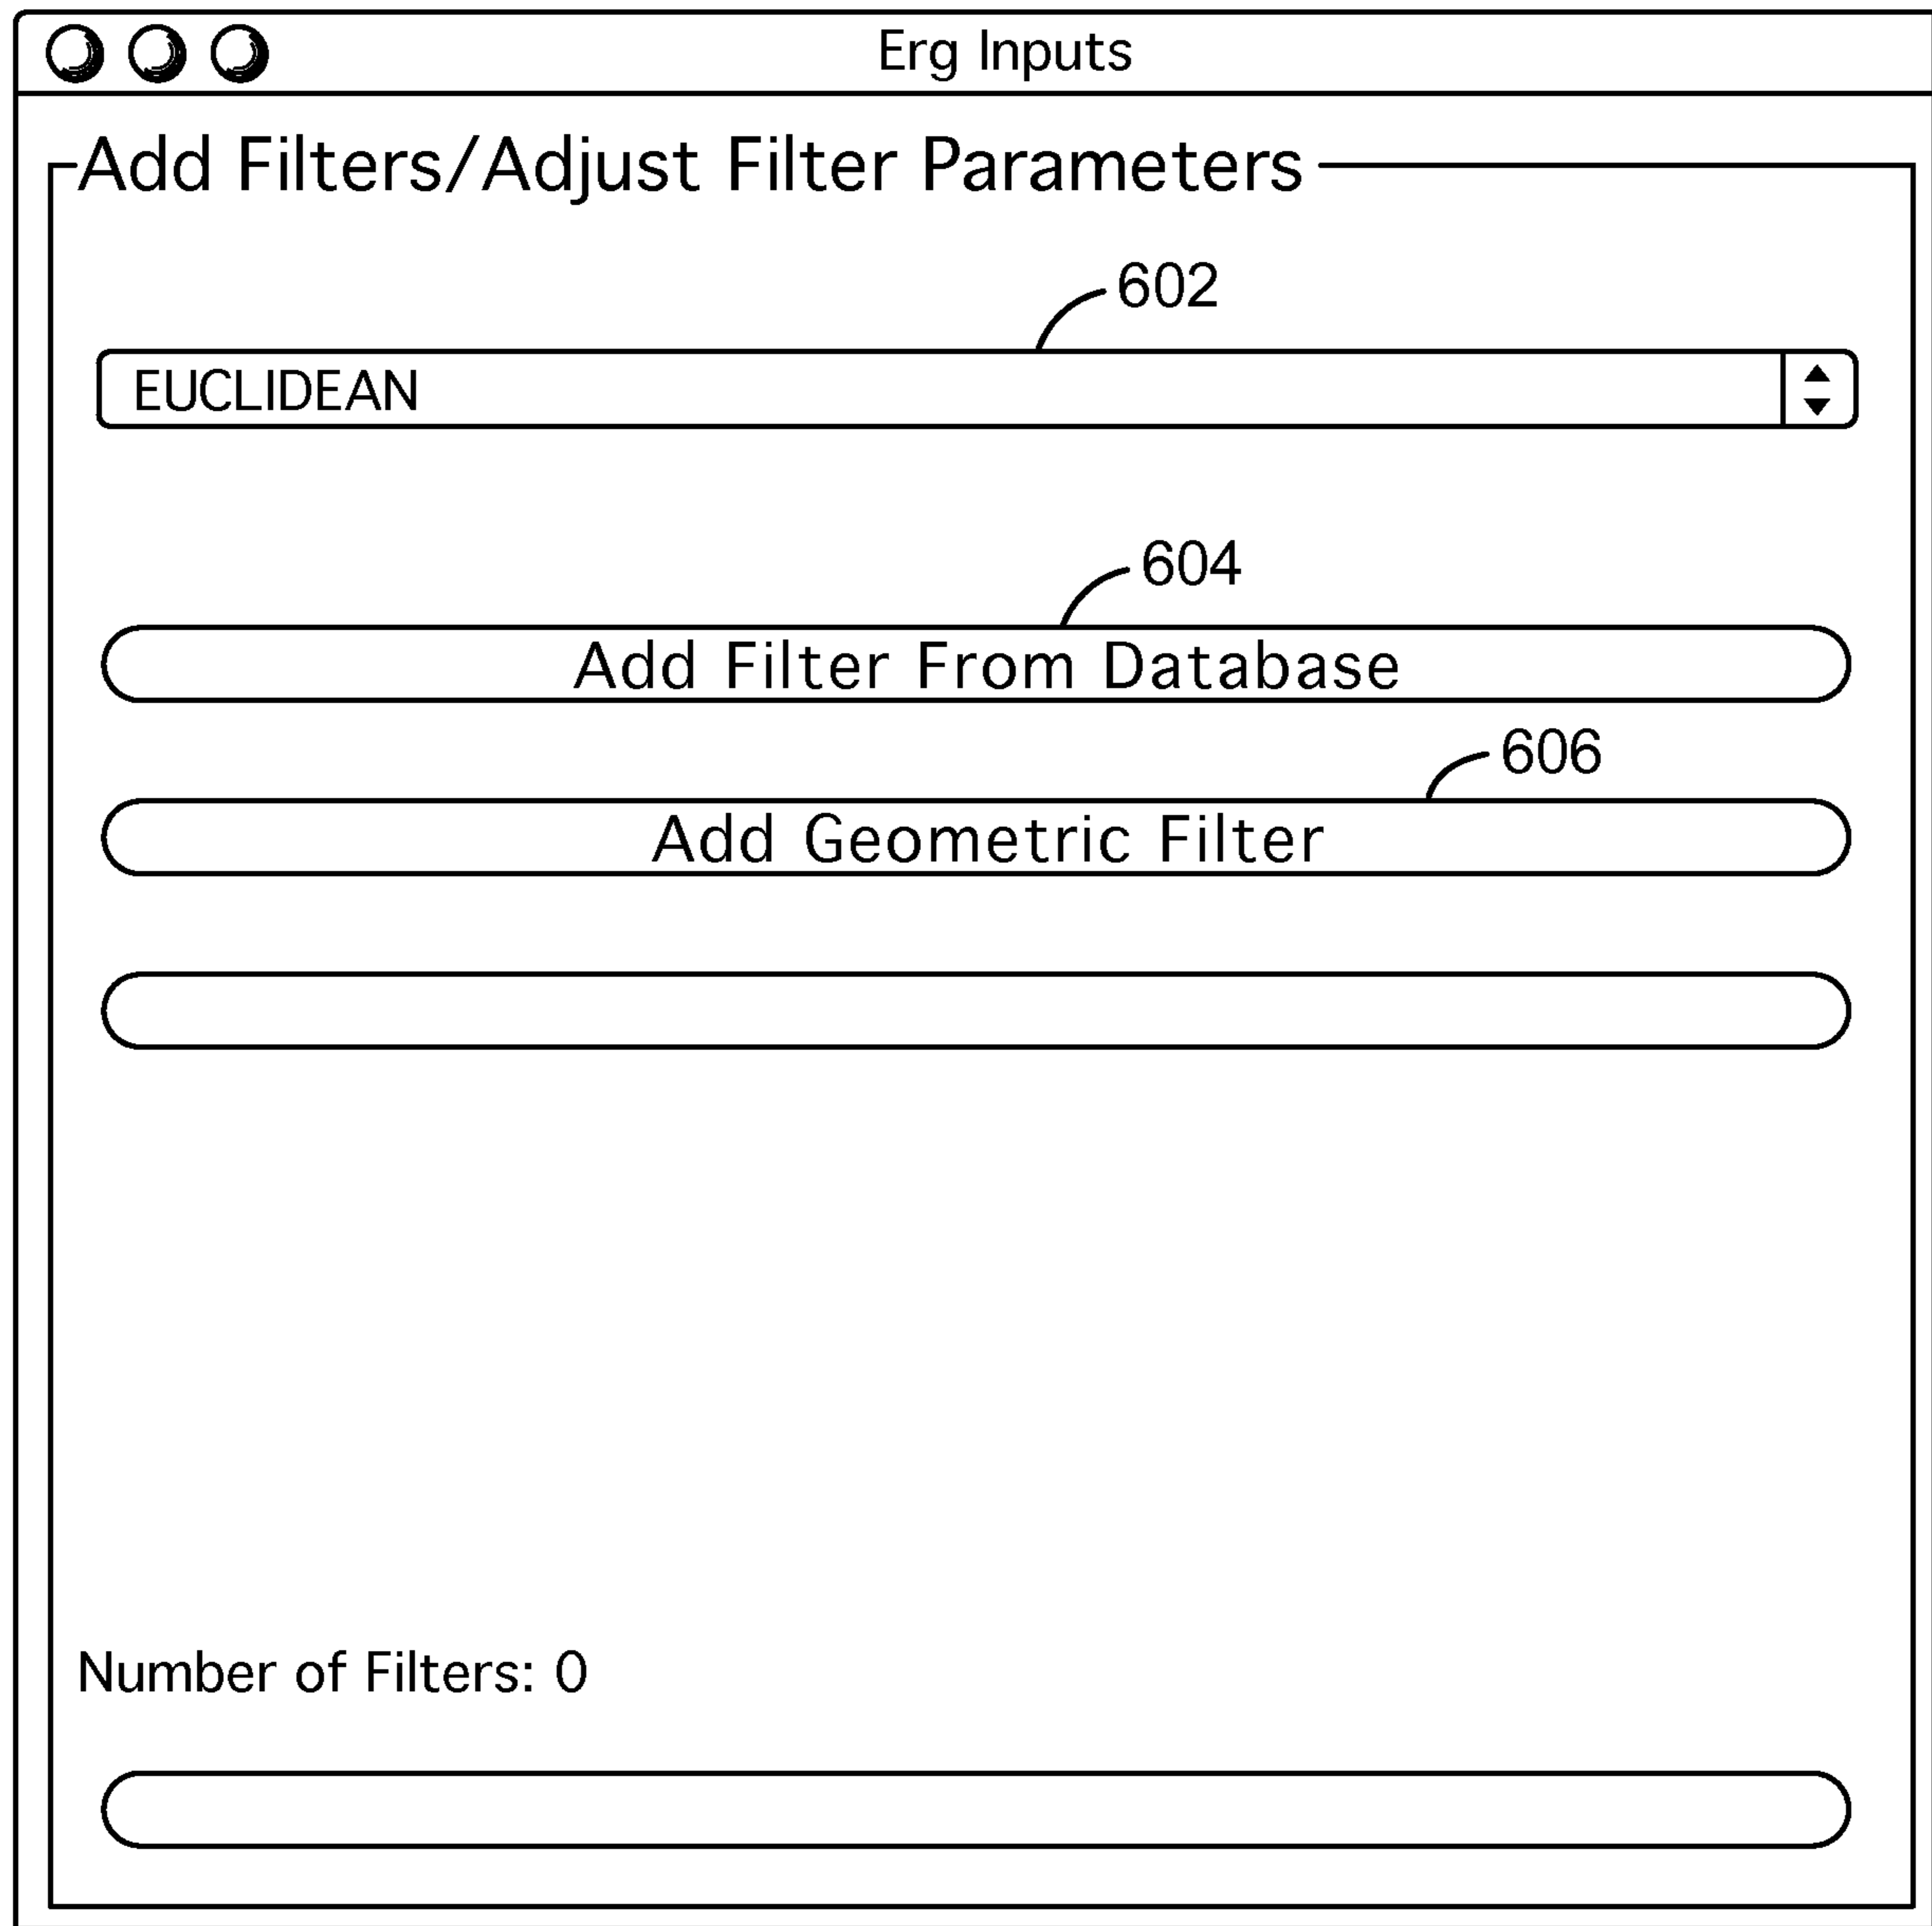 Erg Inputs
Add Filters/Adjust Filter Parameters
602
EUCLIDEAN
604
Add Filter From Database
606
Add Geometric Filter
Number of Filters: 0